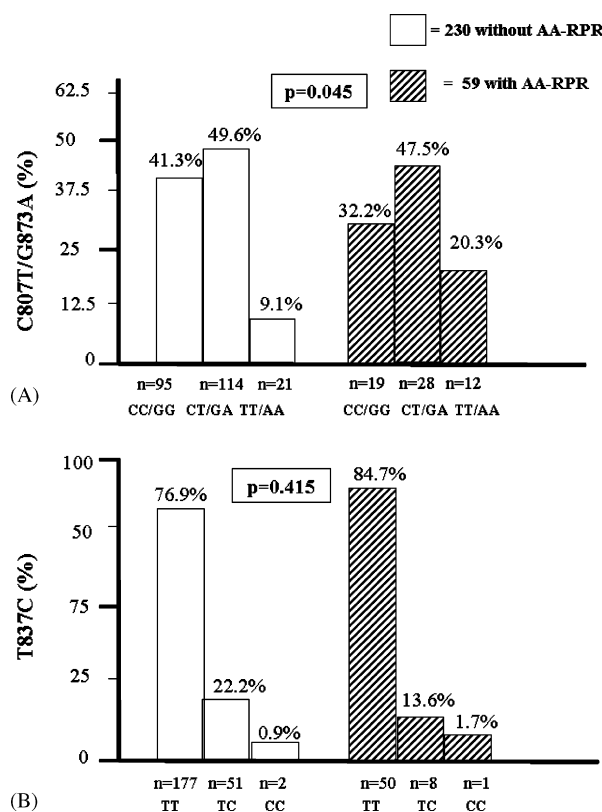 = 230 without AA-RPR
= 59 with AA-RPR
p=0.045
C807T/G873A (%)
62.5
50
37.5
25
12.5
0
41.3%
49.6%
9.1%
32.2%
47.5%
20.3%
n=95 n=114 n=21 n=19 n=28 n=12
CC/GG CT/GA TT/AA CC/GG CT/GA TT/AA
(A)
p=0.415
T837C (%)
100
50
75
25
0
76.9%
22.2%
0.9%
84.7%
13.6%
1.7%
n=177 n=51 n=2 n=50 n=8 n=1
TT TC CC TT TC CC
(B)